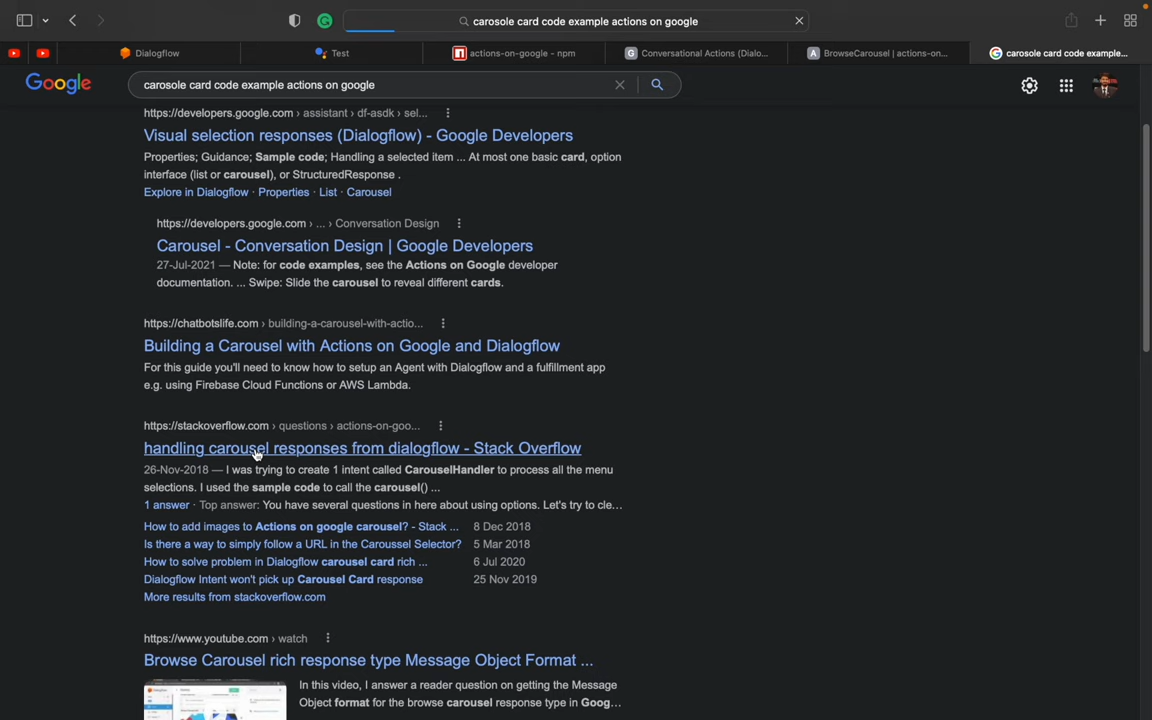 carosole card code example actions on google
Dialogflow
Test
actions-on-google - npm
Conversational Actions (Dialo...
BrowseCarousel | actions-on...
carosole card code example...
Google
carosole card code example actions on google
https://developers.google.com › assistant › df-asdk › sel...
Visual selection responses (Dialogflow) - Google Developers
Properties; Guidance; Sample code; Handling a selected item ... At most one basic card, option
interface (list or carousel), or StructuredResponse .
Explore in Dialogflow · Properties · List · Carousel
https://developers.google.com › ... › Conversation Design
Carousel - Conversation Design | Google Developers
27-Jul-2021 — Note: for code examples, see the Actions on Google developer
documentation. ... Swipe: Slide the carousel to reveal different cards.
https://chatbotslife.com › building-a-carousel-with-actio...
Building a Carousel with Actions on Google and Dialogflow
For this guide you'll need to know how to setup an Agent with Dialogflow and a fulfillment app
e.g. using Firebase Cloud Functions or AWS Lambda.
https://stackoverflow.com › questions › actions-on-goo...
handling carousel responses from dialogflow - Stack Overflow
26-Nov-2018 — I was trying to create 1 intent called CarouselHandler to process all the menu
selections. I used the sample code to call the carousel() ...
1 answer · Top answer: You have several questions in here about using options. Let's try to cle...
How to add images to Actions on google carousel? - Stack ... 8 Dec 2018
Is there a way to simply follow a URL in the Caroussel Selector? 5 Mar 2018
How to solve problem in Dialogflow carousel card rich ... 6 Jul 2020
Dialogflow Intent won't pick up Carousel Card response 25 Nov 2019
More results from stackoverflow.com
https://www.youtube.com › watch
Browse Carousel rich response type Message Object Format ...
In this video, I answer a reader question on getting the Message
Object format for the browse carousel response type in Goog...